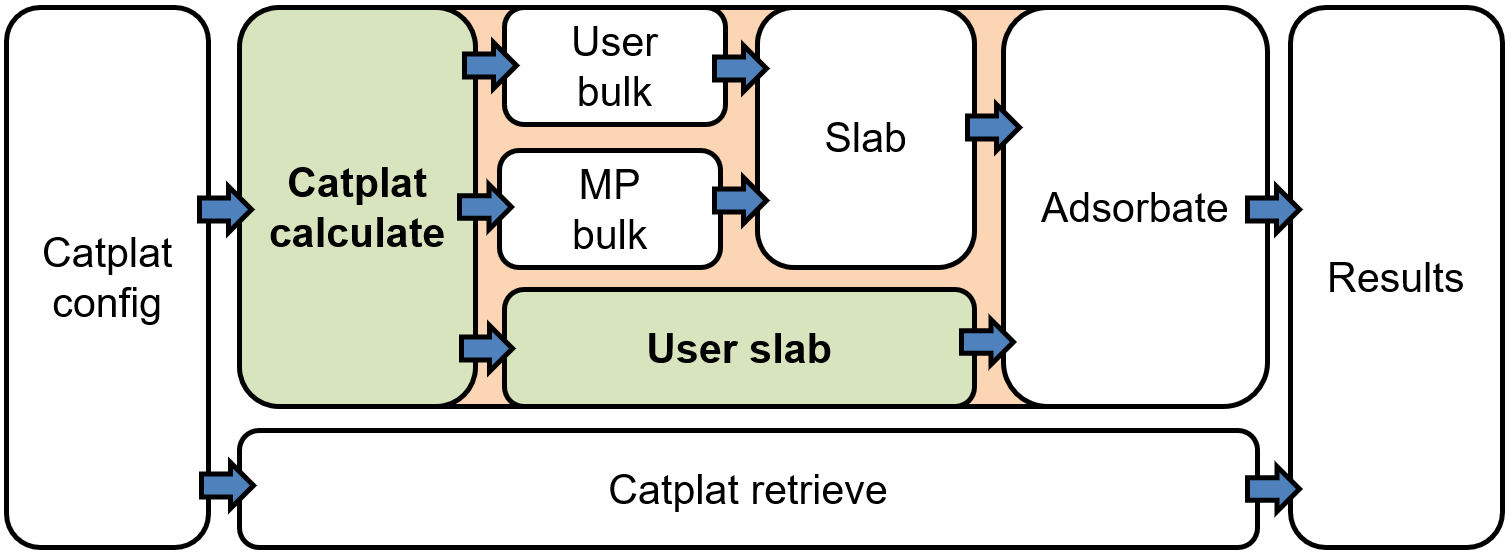 Catplat
config
Catplat
calculate
User
bulk
MP
bulk
User slab
Slab
Adsorbate
Catplat retrieve
Results